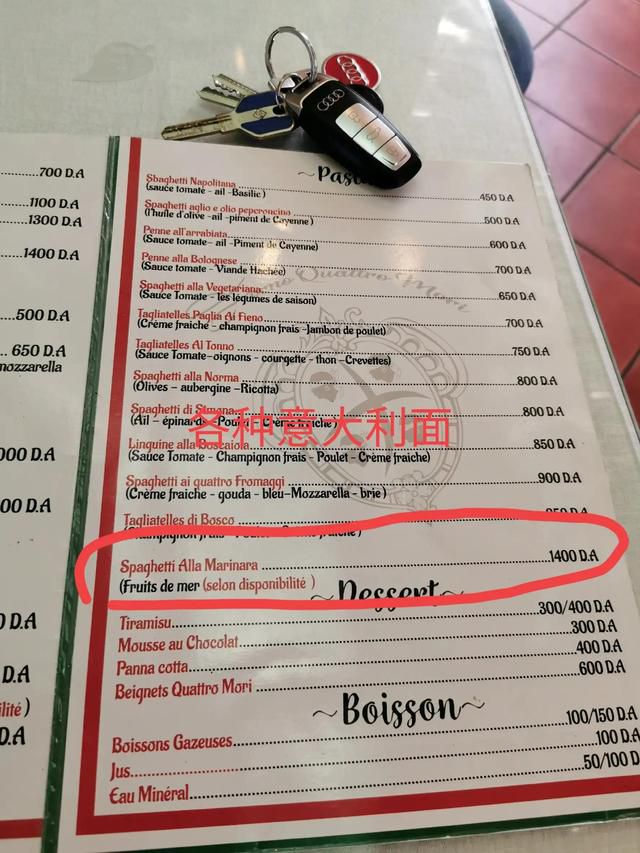 700 D.A
1100 D.A
1300 D.A
1400 D.A
500 D.A
650 D.A
mozzarella
000 D.A
00 D.A
0 D.A
D.A
lité )
D.A
Sbaghetti Napolitana 450 D.A
(sauce tomate - ail -Basilic )
Spaghetti aglio e olio peperoncino 500 D.A
(l'huile d'olive -ail -piment de Cayenne )
Penne all'arrabiata 600 D.A
(Sauce tomate- ail -Piment de Cayenne)
Penne alla Bolognese 700 D.A
(Sauce tomate -Viande Hachée)
Spaghetti alla Vegetariana 650 D.A
(Sauce Tomate - les légumes de saison)
Tagliatelles Paglia Ai Fieno 700 D.A
(Crème fraiche - champignon frais -Jambon de poulet)
Tagliatelles Al Tonno 750 D.A
(Sauce Tomate-oignons - courgette - thon -Crevettes)
Spaghetti alla Norma 800 D.A
(Olives - aubergine -Ricotta)
Spaghetti di 800 D.A
各种意大利面
Linguine alla Boscaiola 850 D.A
(Sauce Tomate - Champignon frais - Poulet - Crème fraiche)
Spaghetti ai quattro Fromaggi 900 D.A
(Crème fraiche - gouda - bleu-Mozzarella - brie )
Tagliatelles di Bosco
Spaghetti Alla Marinara 1400 D.A
(Fruits de mer (selon disponibilité )
~Dessert~
Tiramisu 300/400 D.A
Mousse au Chocolat 300 D.A
Panna cotta 400 D.A
Beignets Quattro Mori 600 D.A
~Boisson~
Boissons Gazeuses 100/150 D.A
Jus 100 D.A
Eau Minéral 50/100 D.A